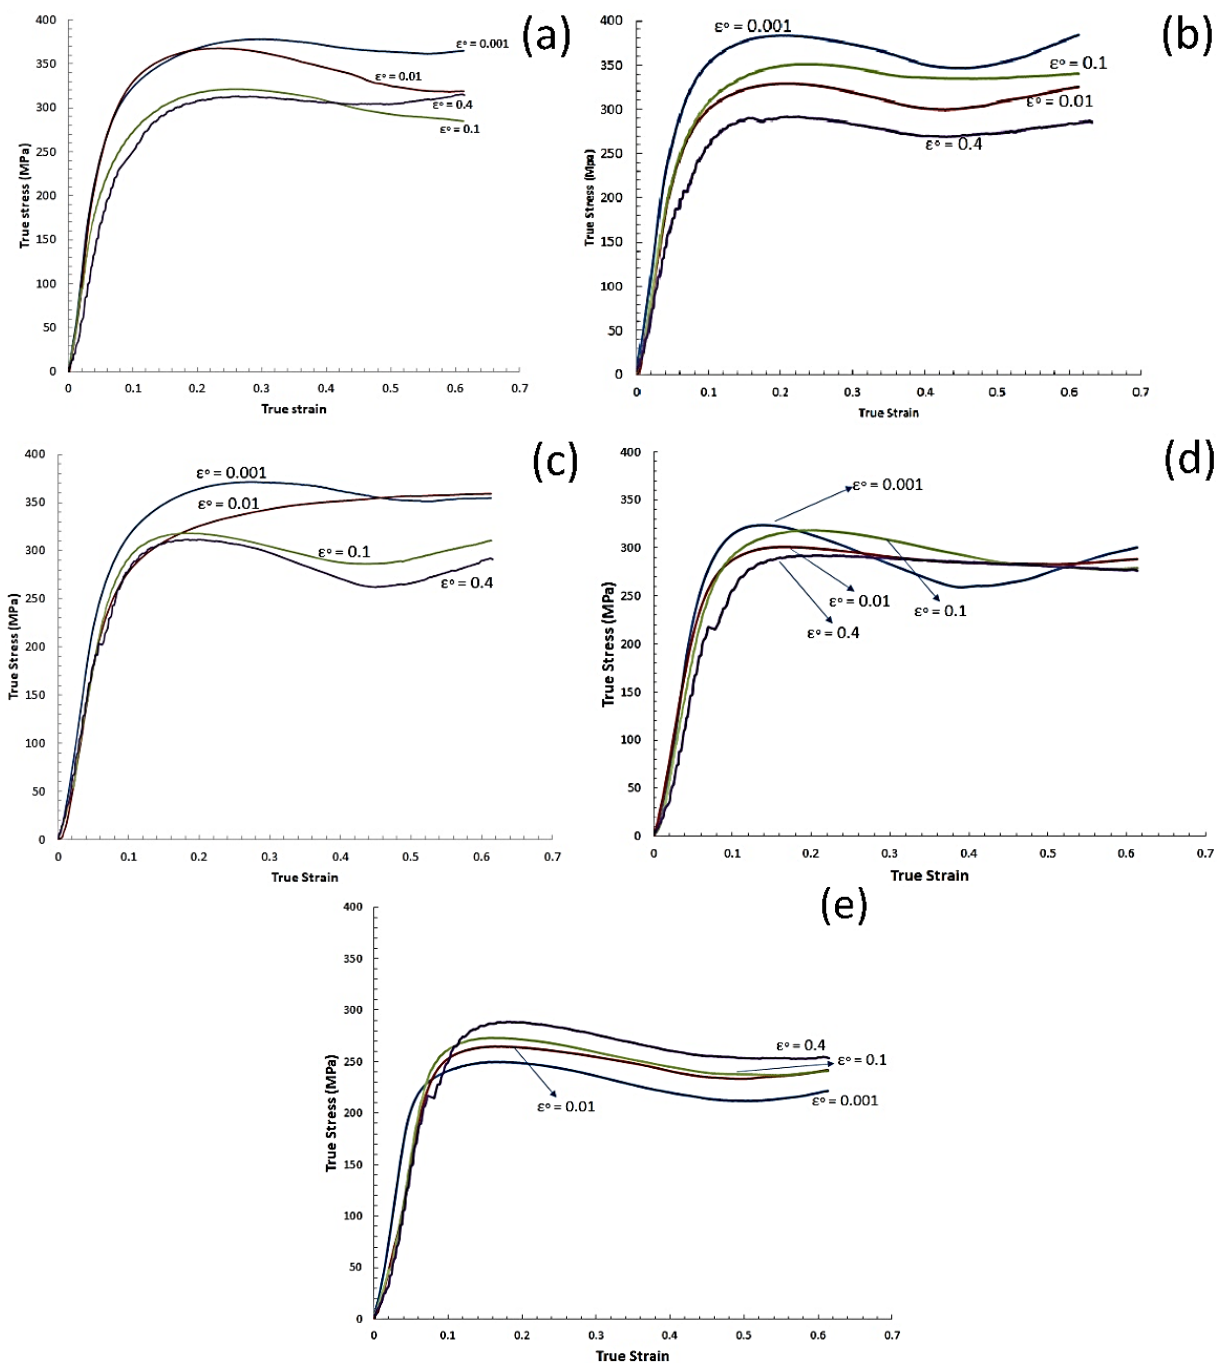 (a)
400
350
300
250
200
150
100
50
0
True stress (MPa)
ε° = 0.001
ε° = 0.01
ε° = 0.4
ε° = 0.1
0 0.1 0.2 0.3 0.4 0.5 0.6 0.7
True strain
(b)
400
350
300
250
200
150
100
50
0
True Stress (Mpa)
ε° = 0.001
ε° = 0.1
ε° = 0.01
ε° = 0.4
0 0.1 0.2 0.3 0.4 0.5 0.6 0.7
True Strain
(c)
400
350
300
250
200
150
100
50
0
True Stress (MPa)
ε° = 0.001
ε° = 0.01
ε° = 0.1
ε° = 0.4
0 0.1 0.2 0.3 0.4 0.5 0.6 0.7
True Strain
(d)
400
350
300
250
200
150
100
50
0
True Stress (MPa)
ε° = 0.001
ε° = 0.01
ε° = 0.1
ε° = 0.4
0 0.1 0.2 0.3 0.4 0.5 0.6 0.7
True Strain
(e)
400
350
300
250
200
150
100
50
0
True Stress (MPa)
ε° = 0.4
ε° = 0.1
ε° = 0.01
ε° = 0.001
0 0.1 0.2 0.3 0.4 0.5 0.6 0.7
True Strain